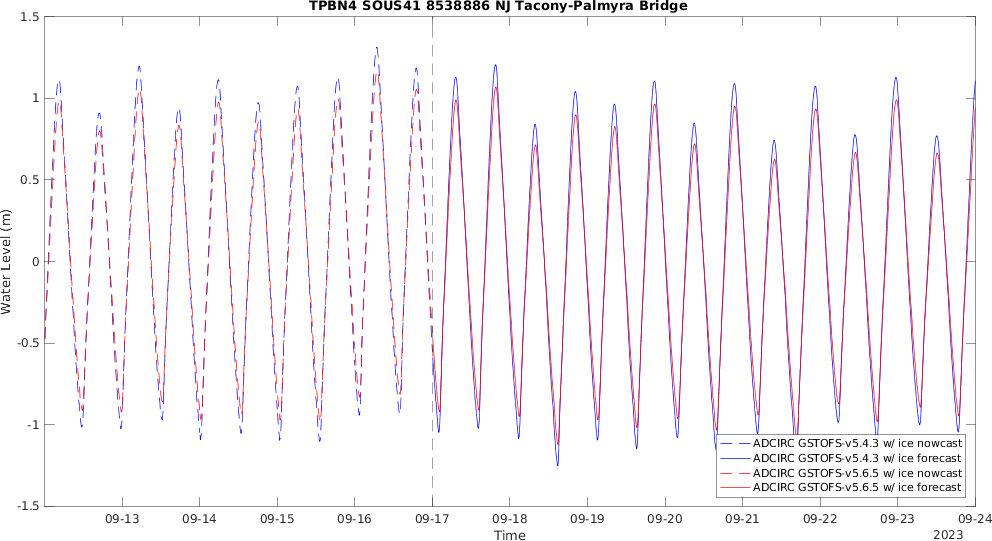 TPBN4 SOUS41 8538886 NJ Tacony-Palmyra Bridge
1.5
1
0.5
0
-0.5
-1
-1.5
Water Level (m)
ADCIRC GSTOFS-v5.4.3 w/ ice nowcast
ADCIRC GSTOFS-v5.4.3 w/ ice forecast
ADCIRC GSTOFS-v5.6.5 w/ ice nowcast
ADCIRC GSTOFS-v5.6.5 w/ ice forecast
09-13 09-14 09-15 09-16 09-17 09-18 09-19 09-20 09-21 09-22 09-23 09-24
Time
2023